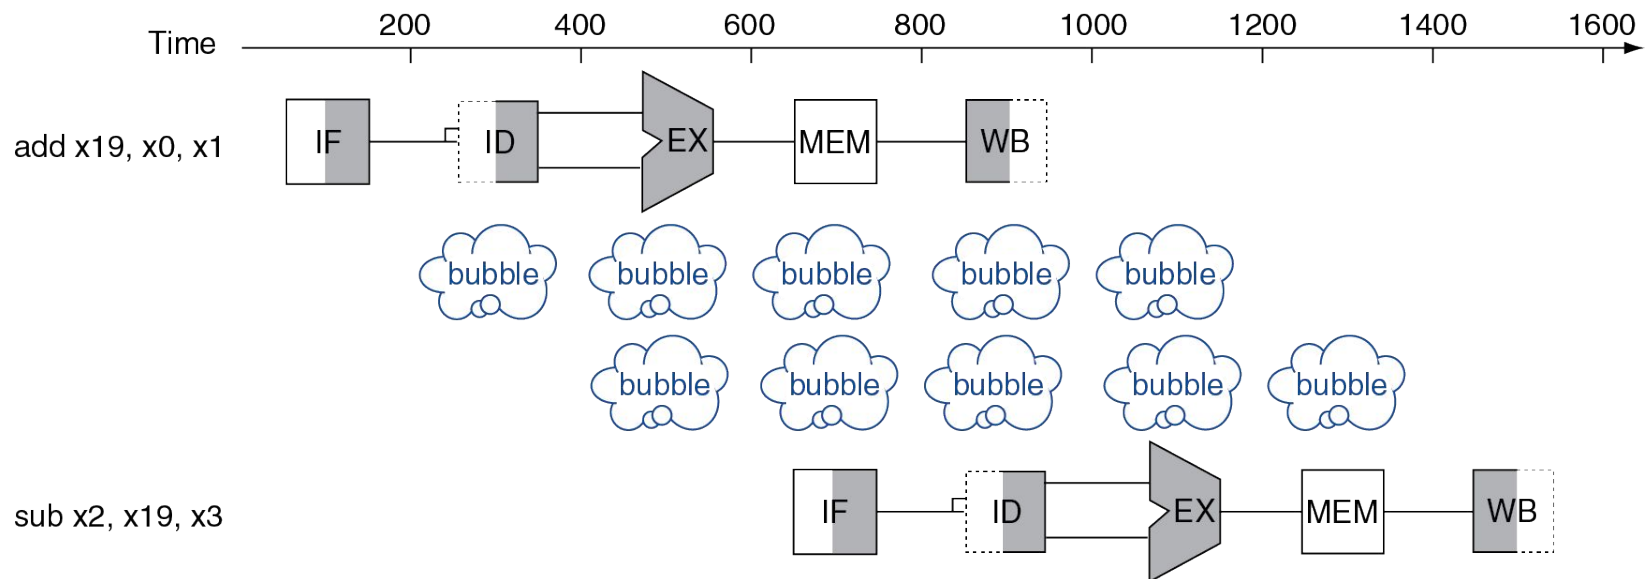 200 400 600 800 1000 1200 1400 1600
Time
add x19, x0, x1 IF ID EX MEM WB
bubble bubble bubble bubble bubble
bubble bubble bubble bubble bubble
sub x2, x19, x3 IF ID EX MEM WB